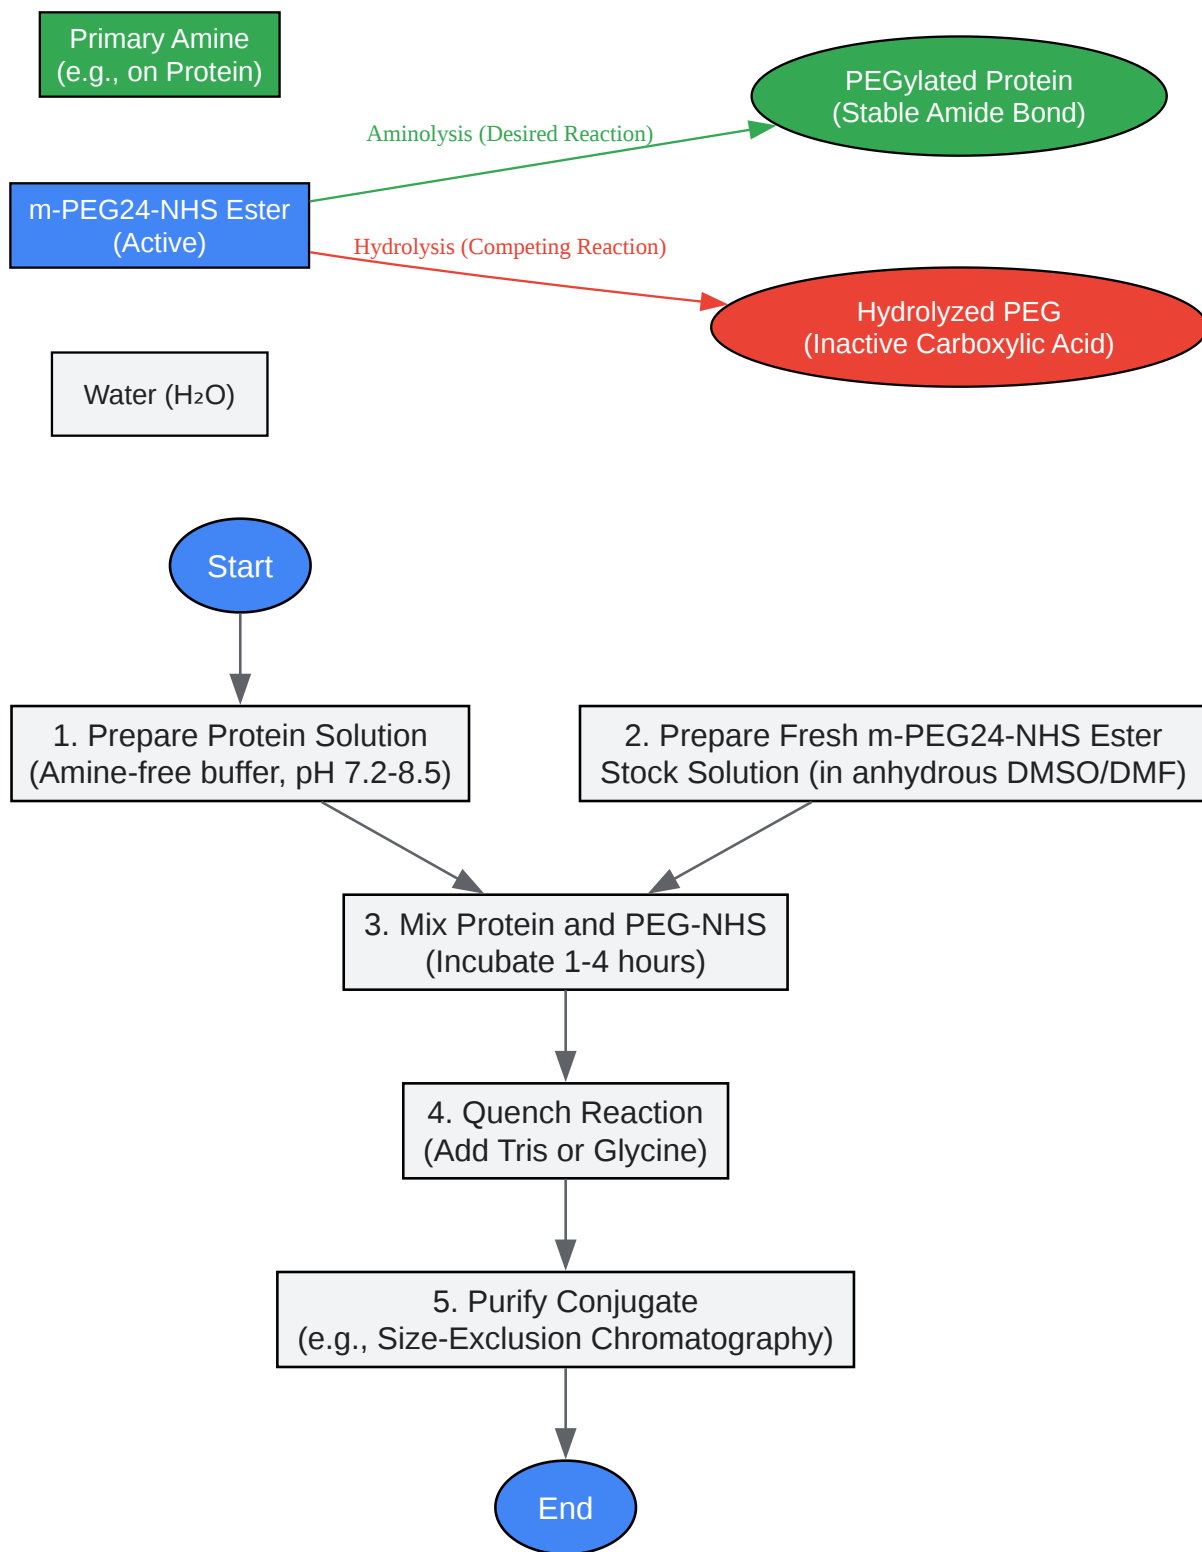 Primary Amine
(e.g., on Protein)
PEGylated Protein
(Stable Amide Bond)
Aminolysis (Desired Reaction)
m-PEG24-NHS Ester
(Active)
Hydrolysis (Competing Reaction)
Hydrolyzed PEG
(Inactive Carboxylic Acid)
Water (H₂O)
Start
1. Prepare Protein Solution
(Amine-free buffer, pH 7.2-8.5)
2. Prepare Fresh m-PEG24-NHS Ester
Stock Solution (in anhydrous DMSO/DMF)
3. Mix Protein and PEG-NHS
(Incubate 1-4 hours)
4. Quench Reaction
(Add Tris or Glycine)
5. Purify Conjugate
(e.g., Size-Exclusion Chromatography)
End